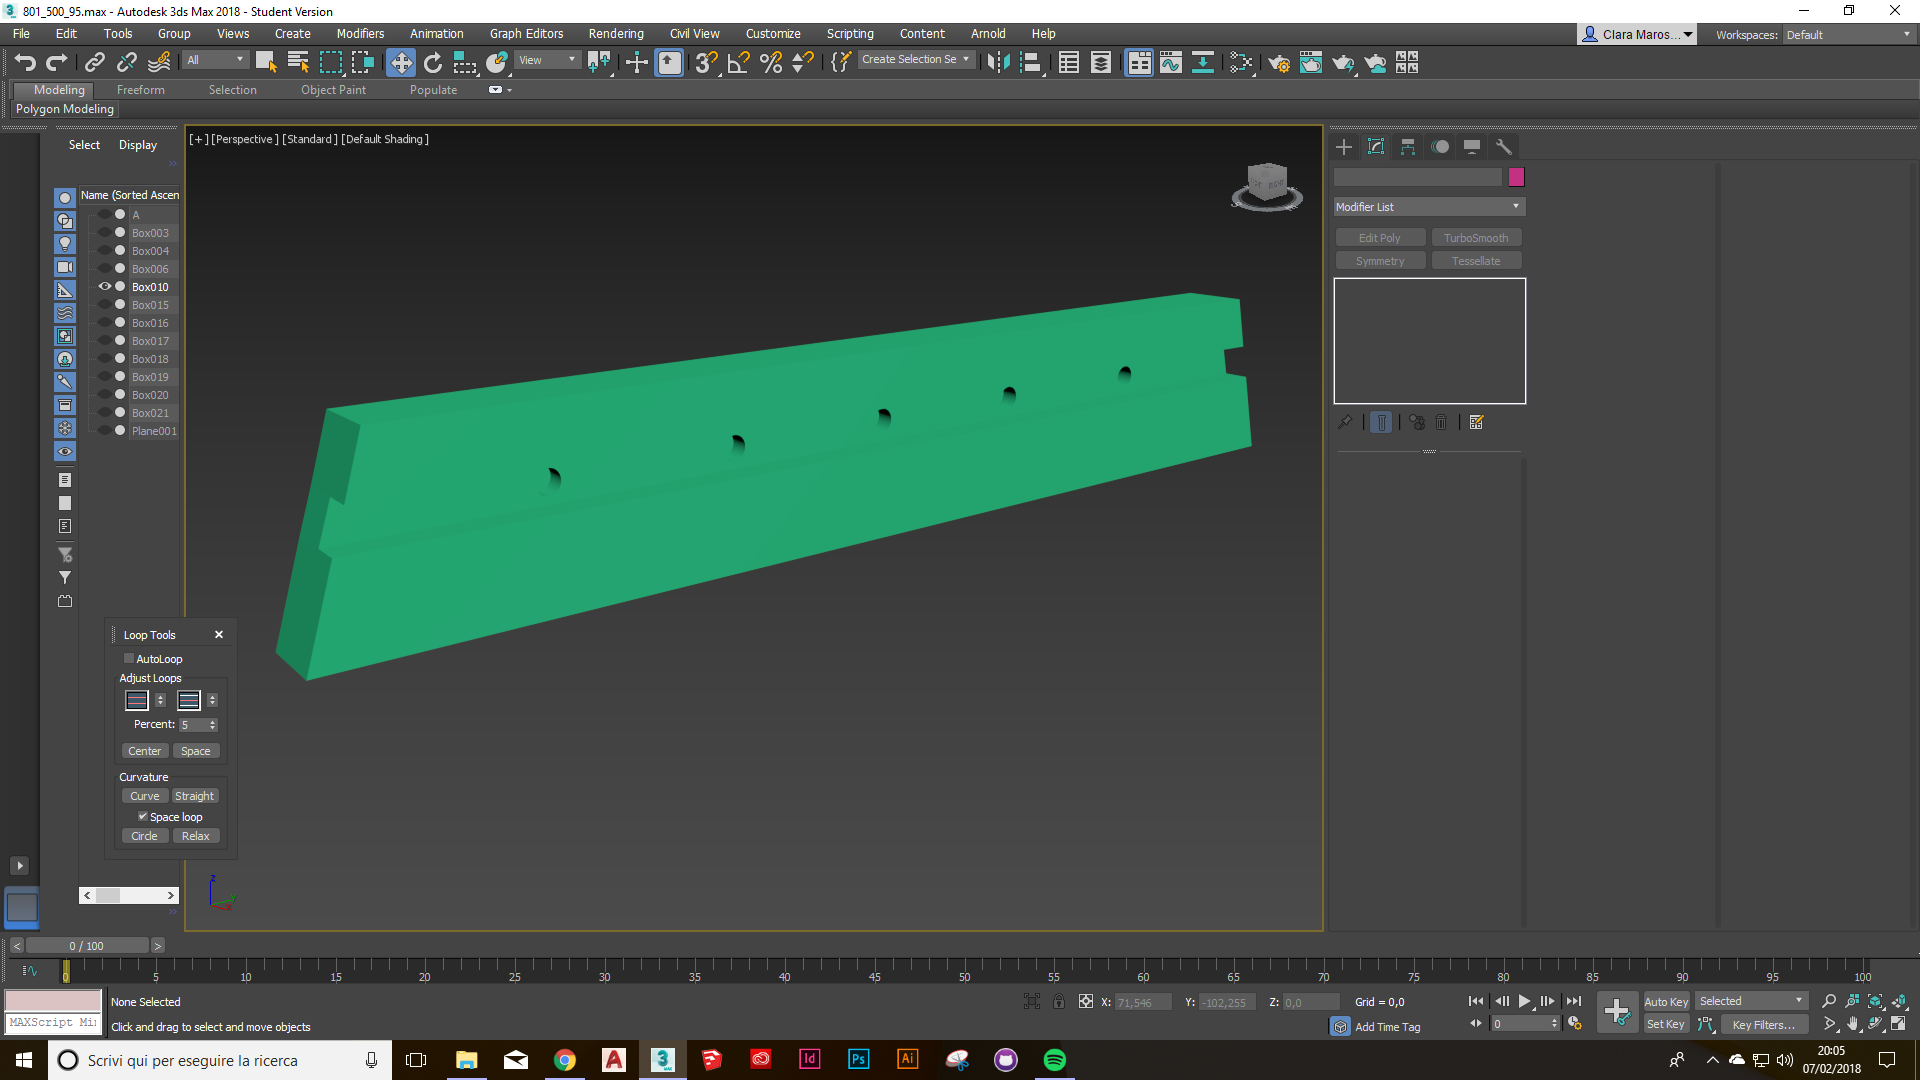 801_500_95.max - Autodesk 3ds Max 2018 - Student Version
File Edit Tools Group Views Create Modifiers Animation Graph Editors Rendering Civil View Customize Scripting Content Arnold Help
Clara Maros... Workspaces: Default
All View Create Selection Se
Modeling Freeform Selection Object Paint Populate
Polygon Modeling
Select Display
[+] [Perspective] [Standard] [Default Shading]
Name (Sorted Ascen
A
Box003
Box004
Box006
Box010
Box015
Box016
Box017
Box018
Box019
Box020
Box021
Plane001
Modifier List
Edit Poly TurboSmooth
Symmetry Tessellate
Loop Tools
AutoLoop
Adjust Loops
Percent: 5
Center Space
Curvature
Curve Straight
Space loop
Circle Relax
z
0 / 100
0 5 10 15 20 25 30 35 40 45 50 55 60 65 70 75 80 85 90 95 100
None Selected
X: 71,546 Y: -102,255 Z: 0,0 Grid = 0,0
Auto Key Selected
MAXScript Mi
Click and drag to select and move objects
Add Time Tag
0
Set Key Key Filters...
Scrivi qui per eseguire la ricerca
20:05
07/02/2018